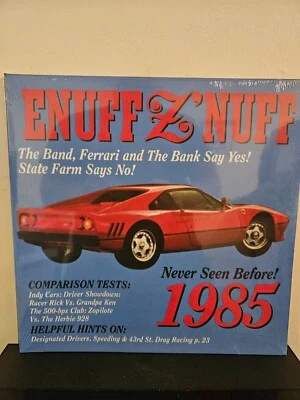 ENUFF Z'NUFF
The Band, Ferrari and The Bank Say Yes!
State Farm Says No!
Never Seen Before!
1985
COMPARISON TESTS:
Indy Cars: Driver Showdown:
Racer Rick Vs. Grandpa Ken
The 500-bps Club: Zopilote
Vs. The Herbie 928
HELPFUL HINTS ON:
Designated Drivers, Speeding & 43rd St. Drag Racing p. 23